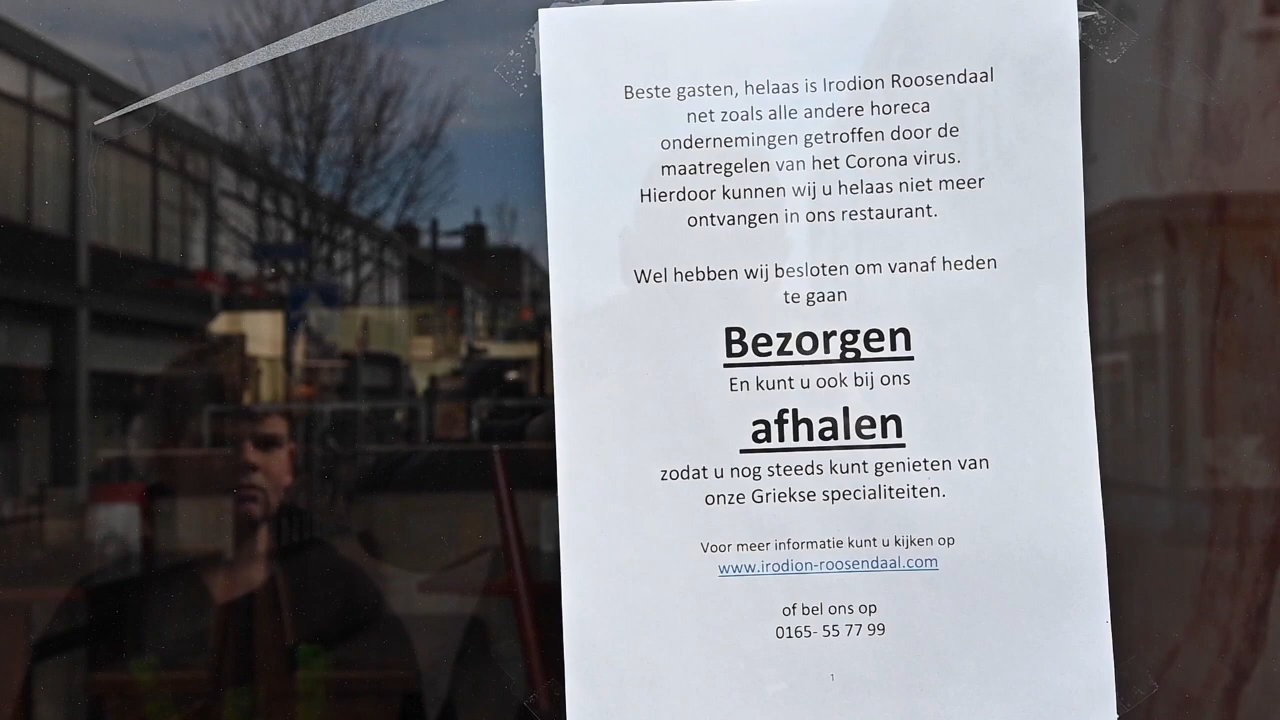 Beste gasten, helaas is Irodion Roosendaal
net zoals alle andere horeca
ondernemingen getroffen door de
maatregelen van het Corona virus.
Hierdoor kunnen wij u helaas niet meer
ontvangen in ons restaurant.
Wel hebben wij besloten om vanaf heden
te gaan
Bezorgen
En kunt u ook bij ons
afhalen
zodat u nog steeds kunt genieten van
onze Griekse specialiteiten.
Voor meer informatie kunt u kijken op
www.irodion-roosendaal.com
of bel ons op
0165- 55 77 99
1